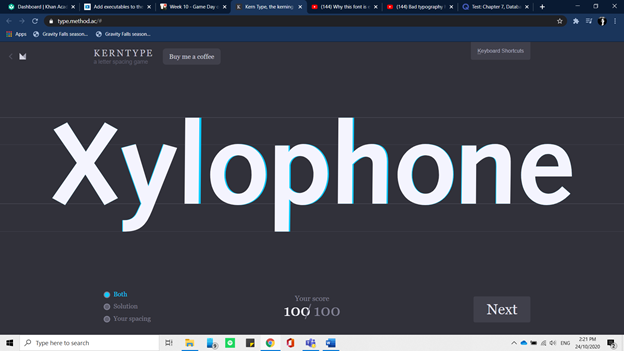 Dashboard | Khan Acad
Add executables to the
Week 10 - Game Day
Kern Type, the kerning
(144) Why this font is
(144) Bad typography
Test: Chapter 7, Datab
type.method.ac/#
Apps
Gravity Falls season...
Gravity Falls season...
KERNTYPE
a letter spacing game
Buy me a coffee
Keyboard Shortcuts
Xylophone
Both
Solution
Your spacing
Your score
100/100
Next
Type here to search
ENG
2:21 PM
24/10/2020